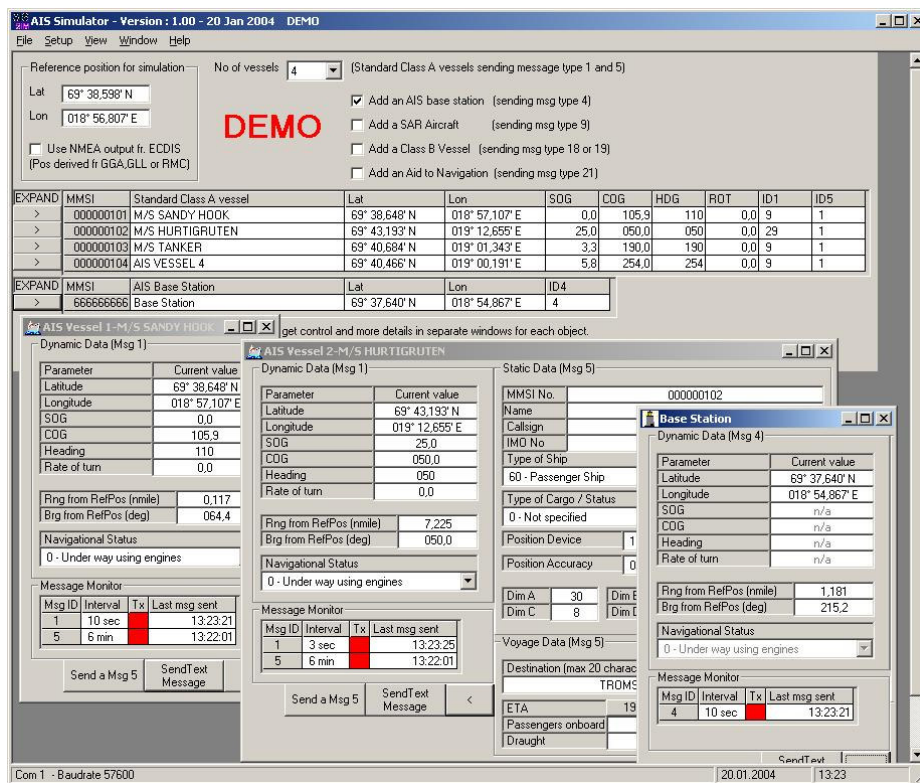 AIS Simulator - Version : 1.00 - 20 Jan 2004 DEMO
File Setup View Window Help
Reference position for simulation
Lat 69° 38,598' N
Lon 018° 56,807' E
Use NMEA output fr. ECDIS
(Pos derived fr GGA,GLL or RMC)
No of vessels 4 (Standard Class A vessels sending message type 1 and 5)
DEMO
Add an AIS base station (sending msg type 4)
Add a SAR Aircraft (sending msg type 9)
Add a Class B Vessel (sending msg type 18 or 19)
Add an Aid to Navigation (sending msg type 21)
EXPAND MMSI Standard Class A vessel Lat Lon SOG COG HDG ROT ID1 ID5
> 000000101 M/S SANDY HOOK 69° 38,648' N 018° 57,107' E 0,0 105,9 110 0,0 9 1
> 000000102 M/S HURTIGRUTEN 69° 43,193' N 019° 12,655' E 25,0 050,0 050 0,0 29 1
> 000000103 M/S TANKER 69° 40,684' N 019° 01,343' E 3,3 190,0 190 0,0 9 1
> 000000104 AIS VESSEL 4 69° 40,466' N 019° 00,191' E 5,8 254,0 254 0,0 9 1
EXPAND MMSI AIS Base Station Lat Lon ID4
> 666666666 Base Station 69° 37,640' N 018° 54,867' E 4
get control and more details in separate windows for each object.
AIS Vessel 1-M/S SANDY HOOK
Dynamic Data (Msg 1)
Parameter Current value
Latitude 69° 38,648' N
Longitude 018° 57,107' E
SOG 0,0
COG 105,9
Heading 110
Rate of turn 0,0
Rng from RefPos (nmile) 0,117
Brg from RefPos (deg) 064,4
Navigational Status
0 - Under way using engines
Message Monitor
Msg ID Interval Tx Last msg sent
1 10 sec 13:23:21
5 6 min 13:22:01
Send a Msg 5 SendText
Message
AIS Vessel 2-M/S HURTIGRUTEN
Dynamic Data (Msg 1)
Parameter Current value
Latitude 69° 43,193' N
Longitude 019° 12,655' E
SOG 25,0
COG 050,0
Heading 050
Rate of turn 0,0
Rng from RefPos (nmile) 7,225
Brg from RefPos (deg) 050,0
Navigational Status
0 - Under way using engines
Message Monitor
Msg ID Interval Tx Last msg sent
1 3 sec 13:23:25
5 6 min 13:22:01
Send a Msg 5 SendText
Message <
Static Data (Msg 5)
MMSI No. 000000102
Name
Callsign
IMO No
Type of Ship
60 - Passenger Ship
Type of Cargo / Status
0 - Not specified
Position Device 1
Position Accuracy 0
Dim A 30 Dim
Dim C 8 Dim
Voyage Data (Msg 5)
Destination (max 20 charac
TROMS
ETA 19
Passengers onboard
Draught
Base Station
Dynamic Data (Msg 4)
Parameter Current value
Latitude 69° 37,640' N
Longitude 018° 54,867' E
SOG n/a
COG n/a
Heading n/a
Rate of turn n/a
Rng from RefPos (nmile) 1,181
Brg from RefPos (deg) 215,2
Navigational Status
0 - Under way using engines
Message Monitor
Msg ID Interval Tx Last msg sent
4 10 sec 13:23:21
SendText
Com 1 - Baudrate 57600 20.01.2004 13:23